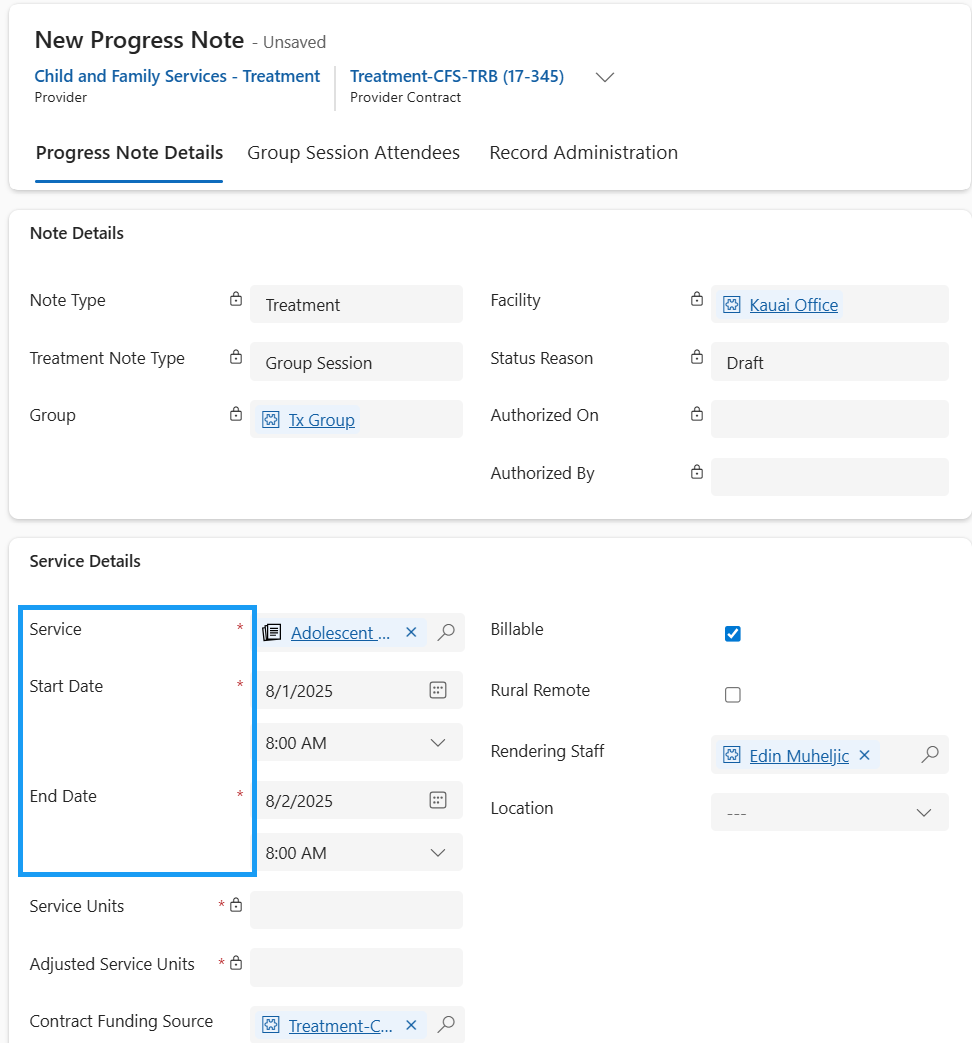 New Progress Note - Unsaved
Child and Family Services - Treatment
Provider
Treatment-CFS-TRB (17-345)
Provider Contract
Progress Note Details Group Session Attendees Record Administration
Note Details
Note Type Treatment
Treatment Note Type Group Session
Group Tx Group
Facility Kauai Office
Status Reason Draft
Authorized On
Authorized By
Service Details
Service * Adolescent ...
Start Date * 8/1/2025
8:00 AM
End Date * 8/2/2025
8:00 AM
Service Units *
Adjusted Service Units *
Contract Funding Source Treatment-C...
Billable
Rural Remote
Rendering Staff Edin Muheljic
Location ---